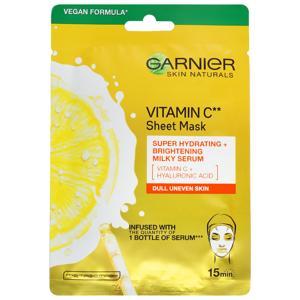 VEGAN FORMULA*
GARNIER
SKIN NATURALS
VITAMIN C**
Sheet Mask
SUPER HYDRATING +
BRIGHTENING
MILKY SERUM
[ VITAMIN C +
HYALURONIC ACID ]
DULL, UNEVEN SKIN
INFUSED WITH
THE QUANTITY OF
1 BOTTLE OF SERUM***
15min